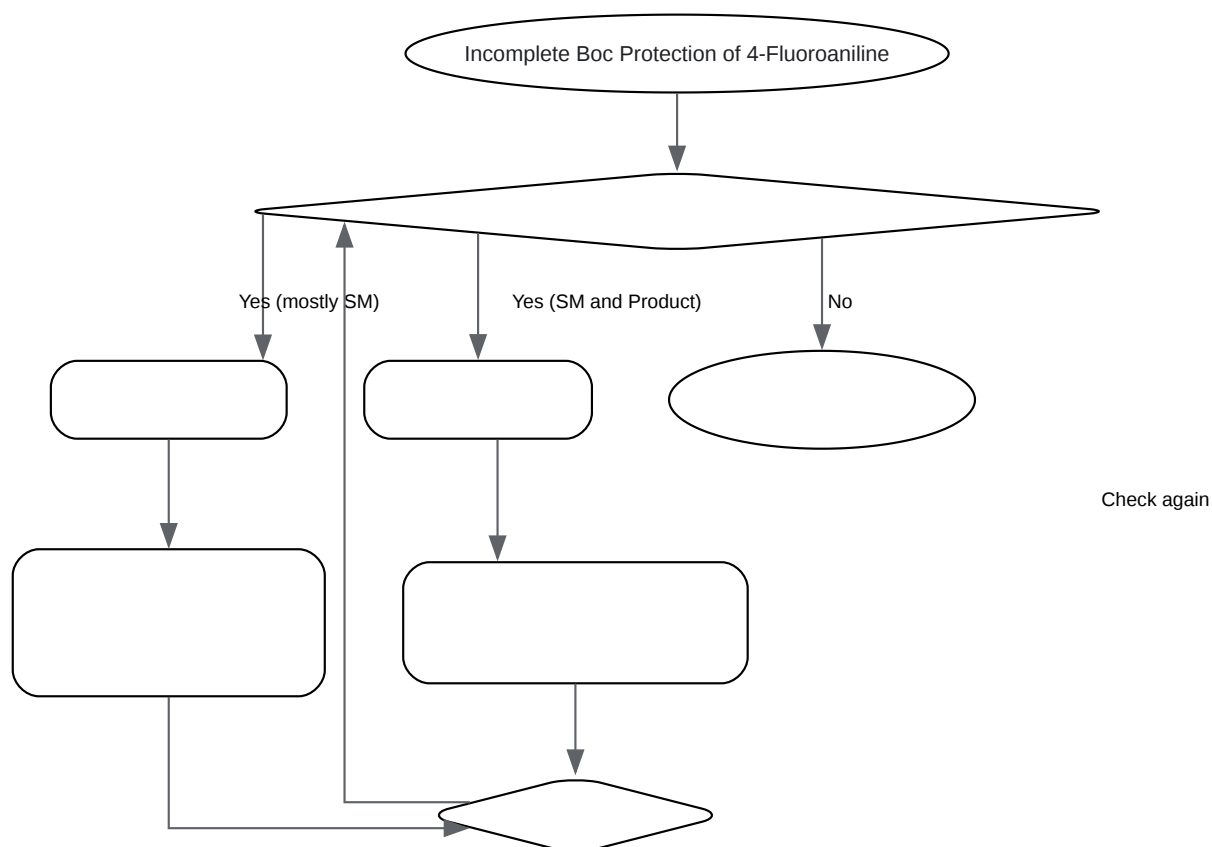 Incomplete Boc Protection of 4-Fluoroaniline
Yes (mostly SM)
Yes (SM and Product)
No
Check again